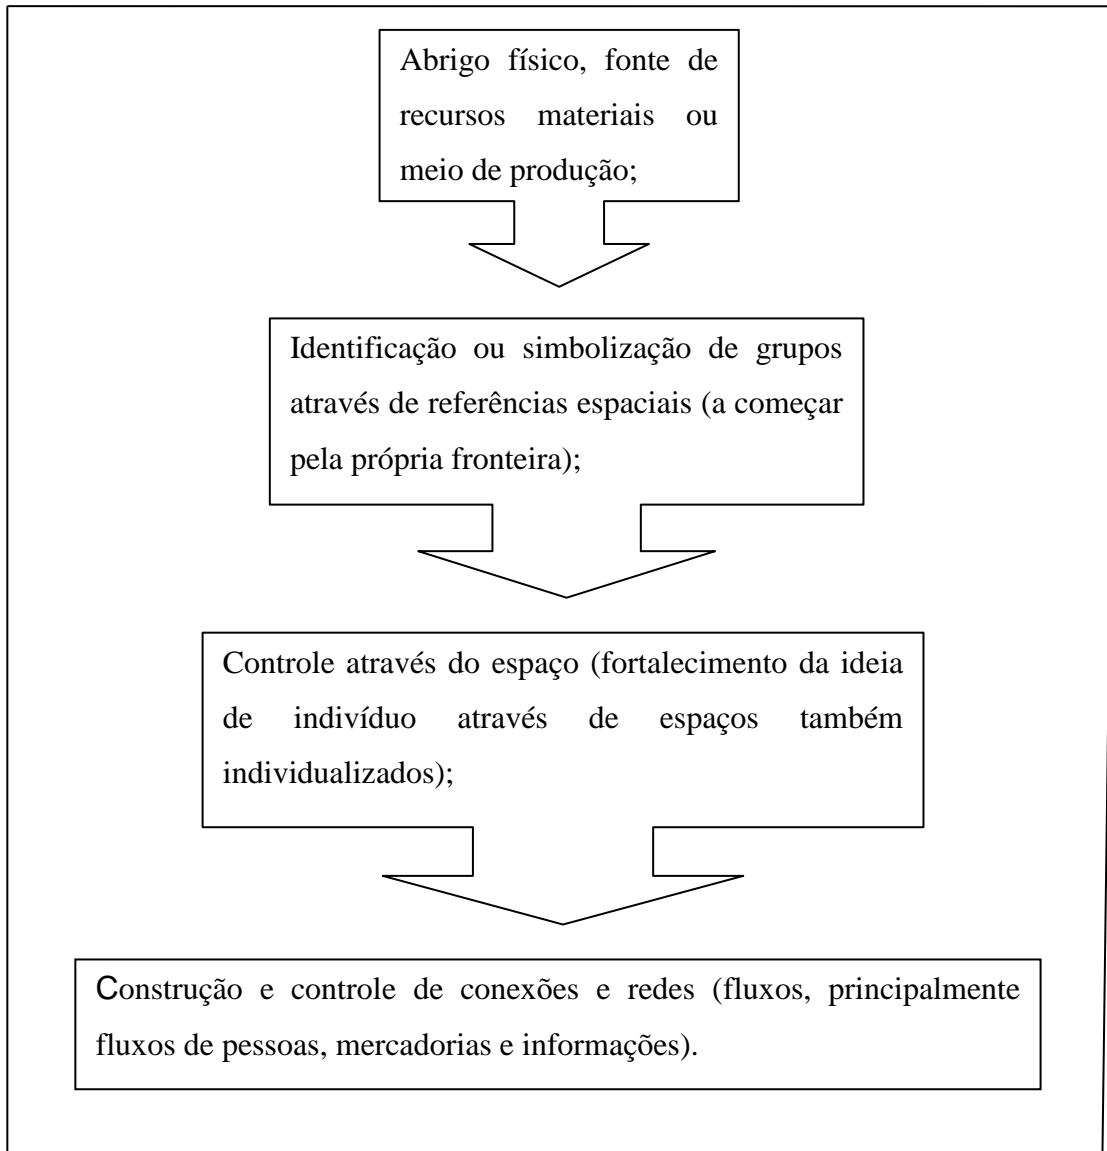 Abrigo físico, fonte de
recursos materiais ou
meio de produção;
Identificação ou simbolização de grupos
através de referências espaciais (a começar
pela própria fronteira);
Controle através do espaço (fortalecimento da ideia
de indivíduo através de espaços também
individualizados);
Construção e controle de conexões e redes (fluxos, principalmente
fluxos de pessoas, mercadorias e informações).